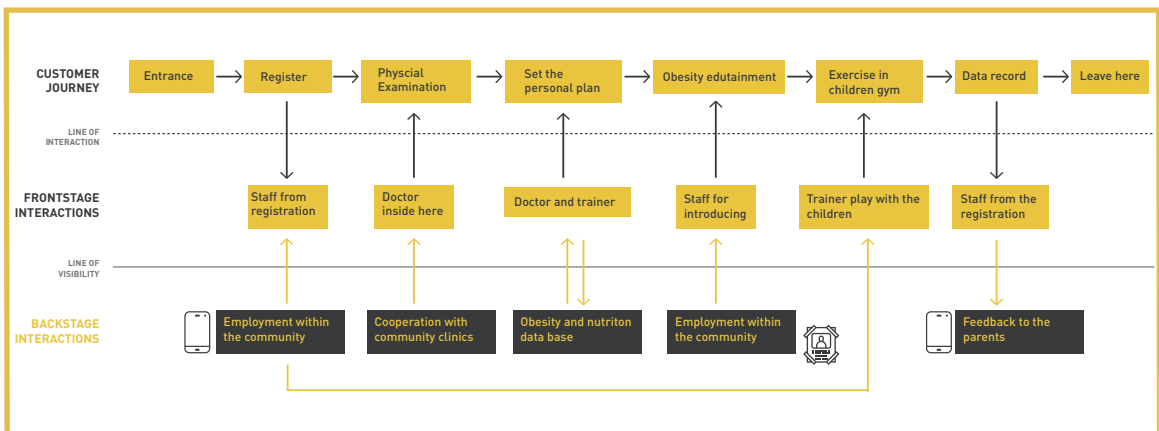 CUSTOMER
JOURNEY
Entrance
Register
Physcial
Examination
Set the
personal plan
Obesity edutainment
Exercise in
children gym
Data record
Leave here
LINE OF
INTERACTION
FRONTSTAGE
INTERACTIONS
Staff from
registration
Doctor
inside here
Doctor and trainer
Staff for
introducing
Trainer play with the
children
Staff from the
registration
LINE OF
VISIBILITY
BACKSTAGE
INTERACTIONS
Employment within
the community
Cooperation with
community clinics
Obesity and nutriton
data base
Employment within
the community
Feedback to the
parents